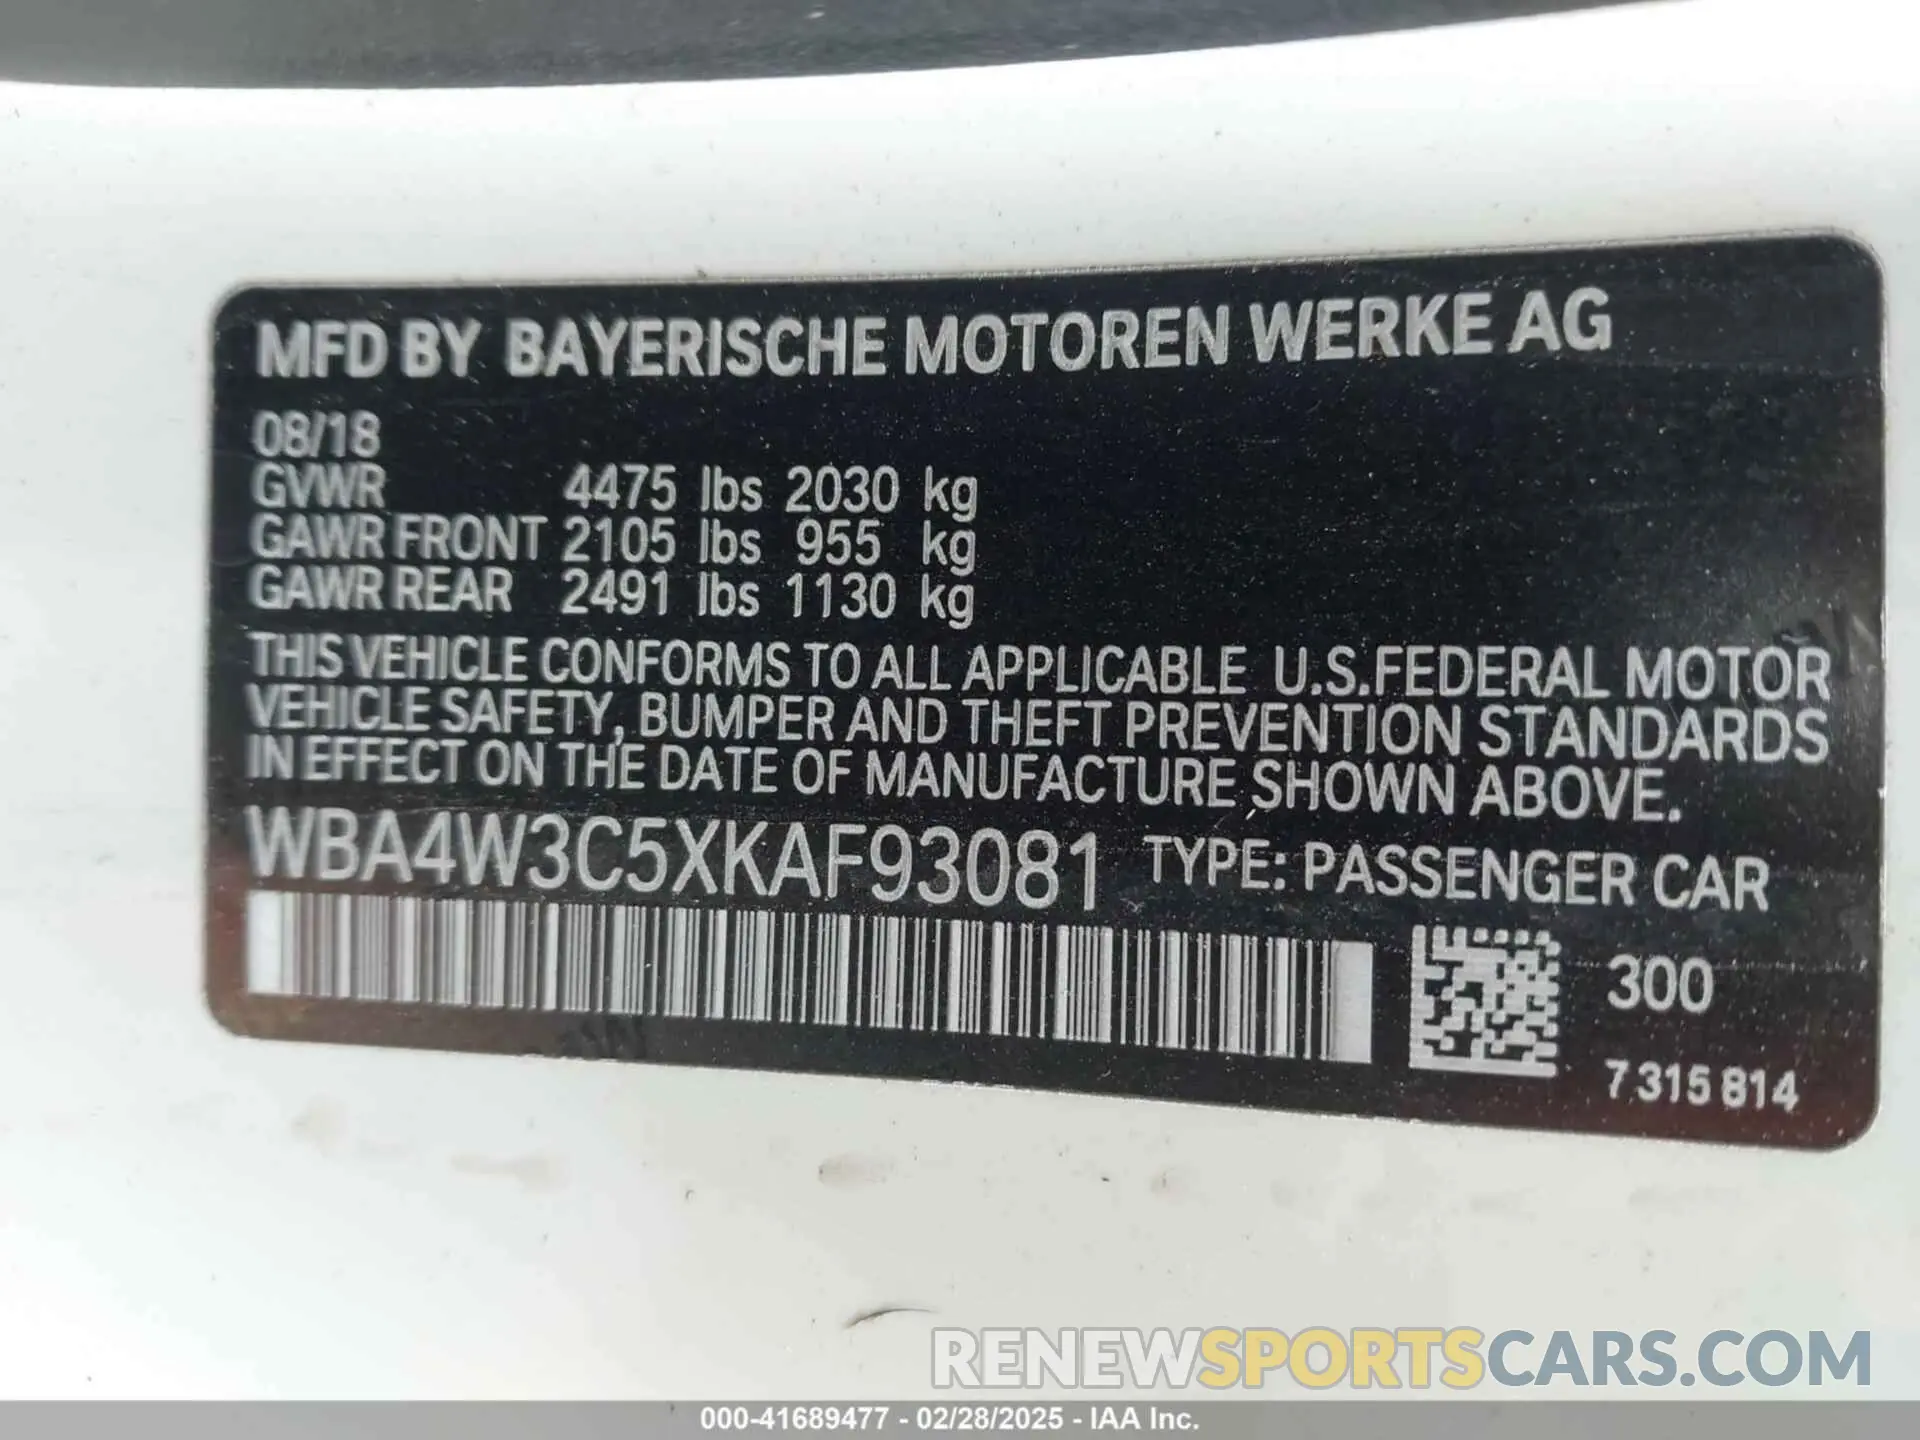 MFD BY BAYERISCHE MOTOREN WERKE AG
08/18
GVWR 4475 lbs 2030 kg
GAWR FRONT 2105 lbs 955 kg
GAWR REAR 2491 lbs 1130 kg
THIS VEHICLE CONFORMS TO ALL APPLICABLE U.S.FEDERAL MOTOR
VEHICLE SAFETY, BUMPER AND THEFT PREVENTION STANDARDS
IN EFFECT ON THE DATE OF MANUFACTURE SHOWN ABOVE.
WBA4W3C5XKAF93081 TYPE: PASSENGER CAR
300
7 315 814
RENEWSPORTSCARS.COM
000-41689477 - 02/28/2025 - IAA Inc.